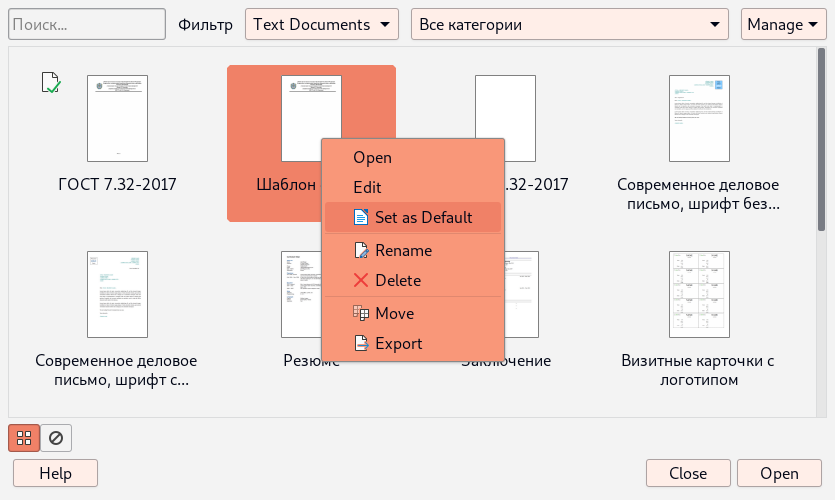 Поиск...
Фильтр
Text Documents
Все категории
Manage
ГОСТ 7.32-2017
Шаблон
.32-2017
Современное деловое
письмо, шрифт без...
Open
Edit
Set as Default
Rename
Delete
Move
Export
Современное деловое
письмо, шрифт с...
Резюме
Заключение
Визитные карточки с
логотипом
Help
Close
Open